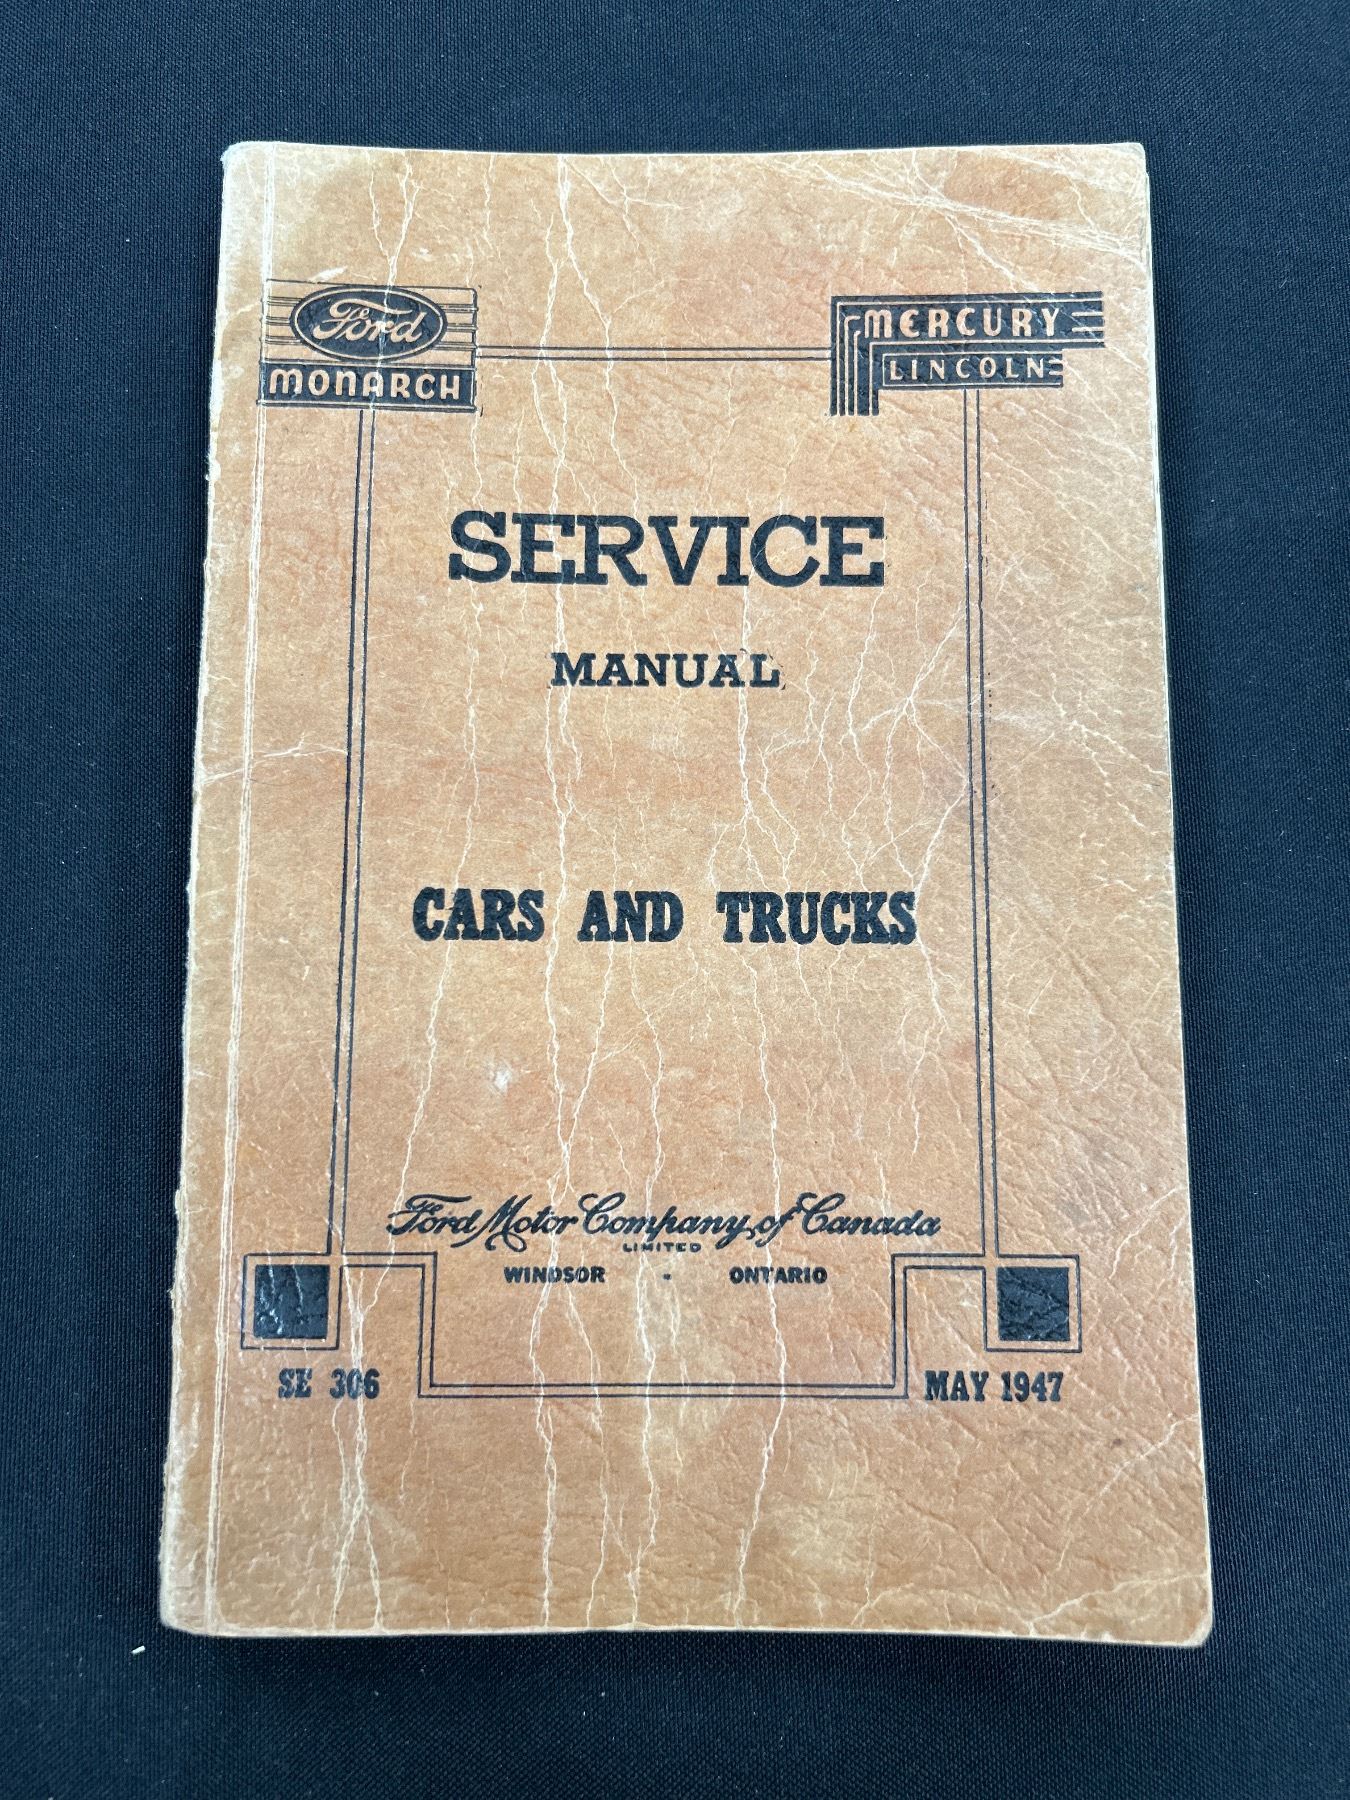 Ford
MONARCH
MERCURY
LINCOLN
SERVICE
MANUAL
CARS AND TRUCKS
Ford Motor Company of Canada
LIMITED
WINDSOR - ONTARIO
SE 306
MAY 1947